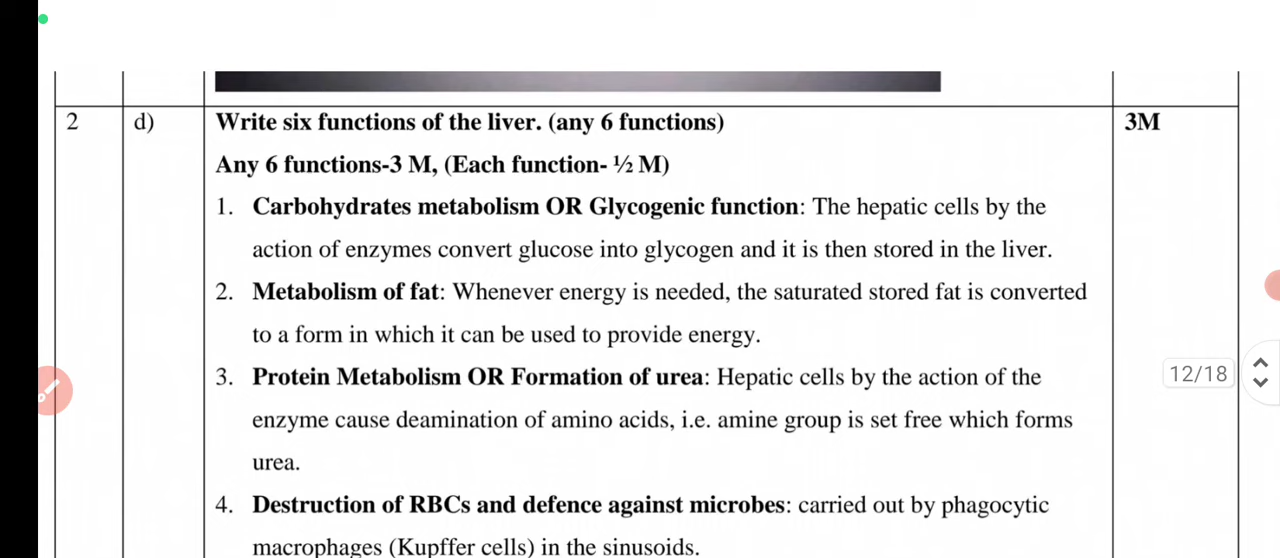 2 d) Write six functions of the liver. (any 6 functions) 3M
Any 6 functions-3 M, (Each function- ½ M)
1. Carbohydrates metabolism OR Glycogenic function: The hepatic cells by the
action of enzymes convert glucose into glycogen and it is then stored in the liver.
2. Metabolism of fat: Whenever energy is needed, the saturated stored fat is converted
to a form in which it can be used to provide energy.
3. Protein Metabolism OR Formation of urea: Hepatic cells by the action of the
12/18
enzyme cause deamination of amino acids, i.e. amine group is set free which forms
urea.
4. Destruction of RBCs and defence against microbes: carried out by phagocytic
macrophages (Kupffer cells) in the sinusoids.